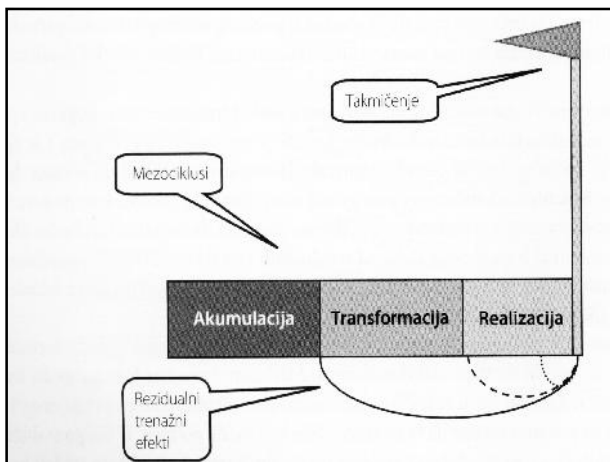 Takmičenje
Mezociklusi
Akumulacija
Transformacija
Realizacija
Rezidualni
trenažni
efekti